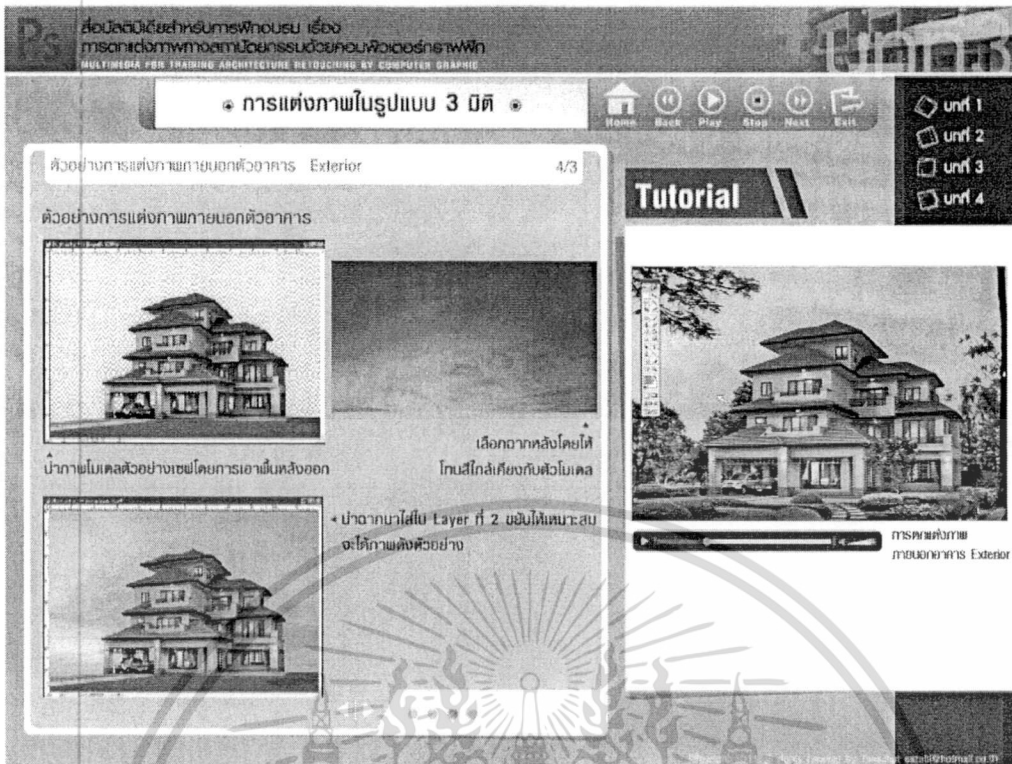 Ps
สื่อมัลติมีเดียสำหรับการฝึกอบรม เรื่อง
การตกแต่งภาพทางสถาปัตยกรรมด้วยคอมพิวเตอร์กราฟฟิก
MULTIMEDIA FOR TRAINING ARCHITECTURE RETOUCHING BY COMPUTER GRAPHIC
บทที่.3
การแต่งภาพในรูปแบบ 3 มิติ
Home Back Play Stop Next Exit
บทที่ 1
บทที่ 2
บทที่ 3
บทที่ 4
ตัวอย่างการแต่งภาพภายนอกตัวอาคาร Exterior 4/3
ตัวอย่างการแต่งภาพภายนอกตัวอาคาร
นำภาพโมเดลตัวอย่างเซฟโดยการเอาพื้นหลังออก
เลือกฉากหลังโดยให้
โทนสีใกล้เคียงกับตัวโมเดล
นำฉากมาใส่ใน Layer ที่ 2 ขยับให้เหมาะสม
จะได้ภาพดังตัวอย่าง
Tutorial
การตกแต่งภาพ
ภายนอกอาคาร Exterior